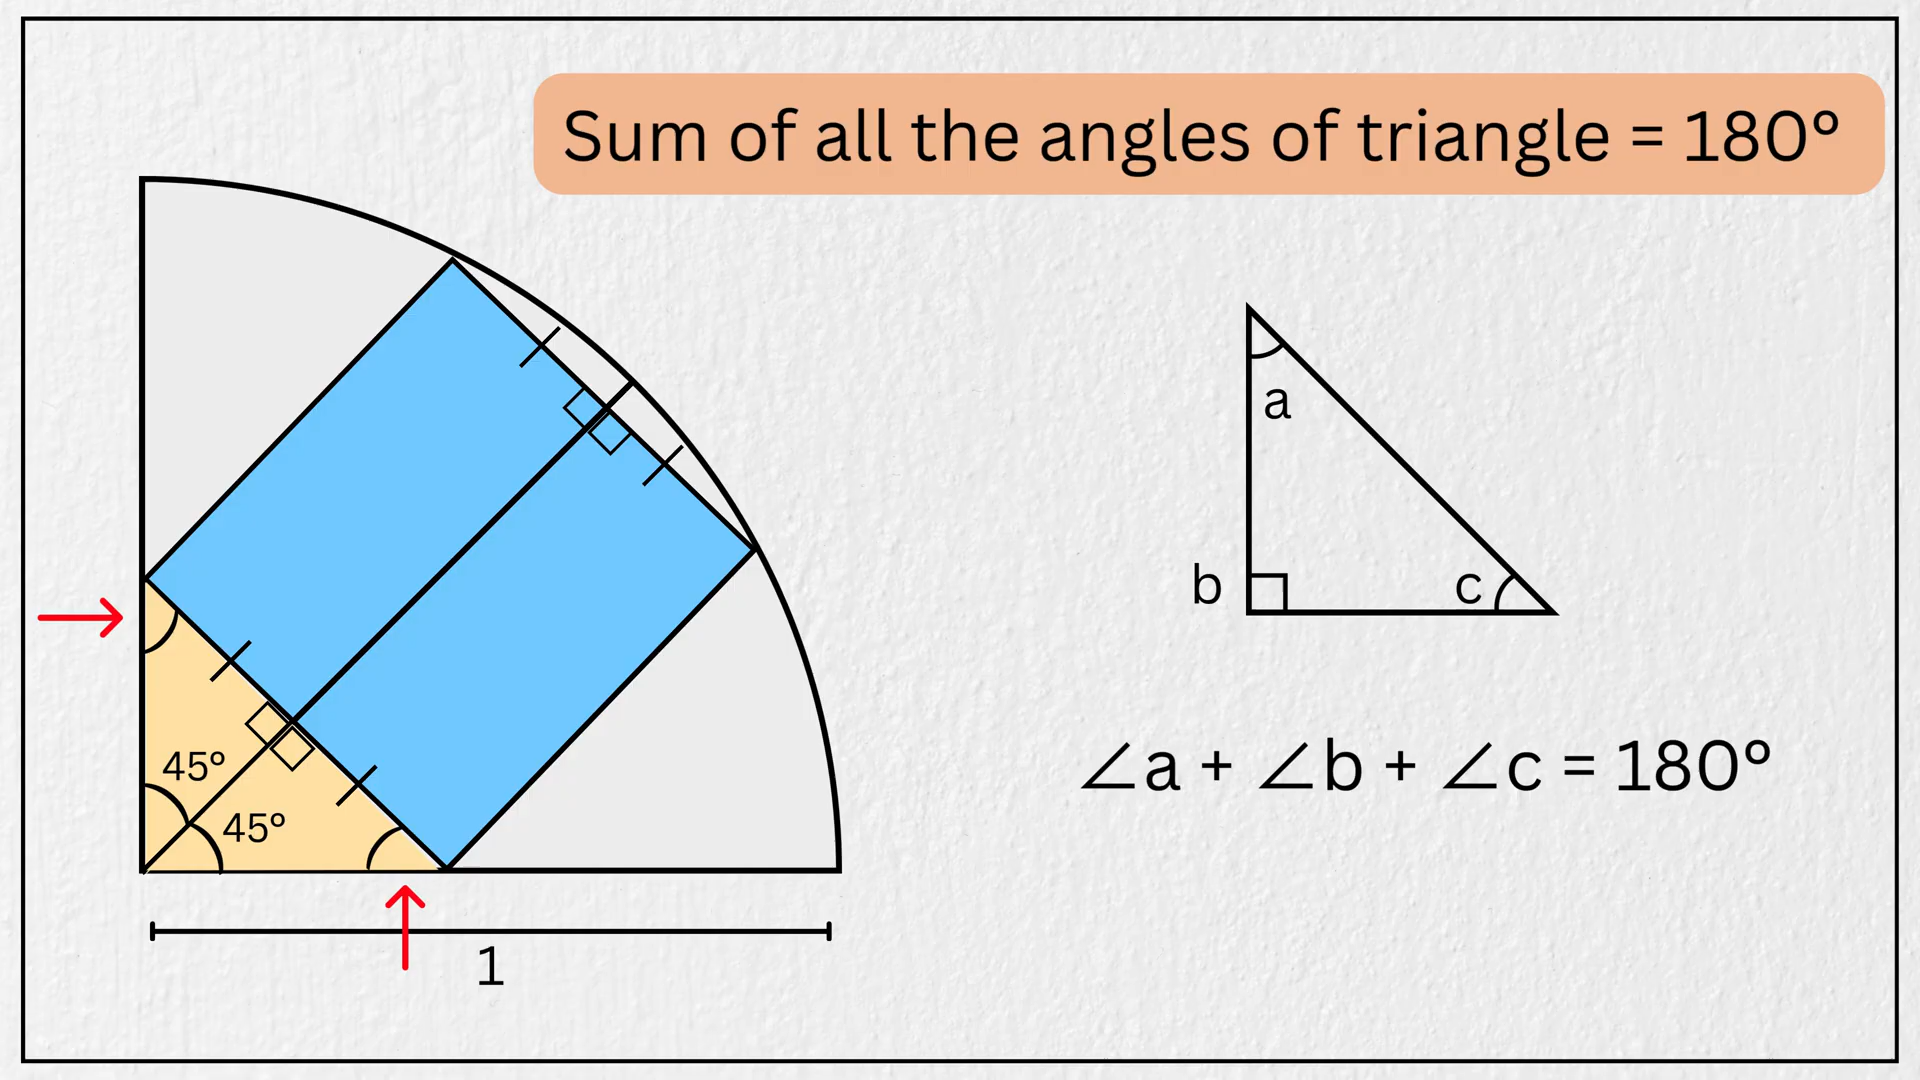 Sum of all the angles of triangle = 180°
a
b
c
45°
45°
∠a + ∠b + ∠c = 180°
1